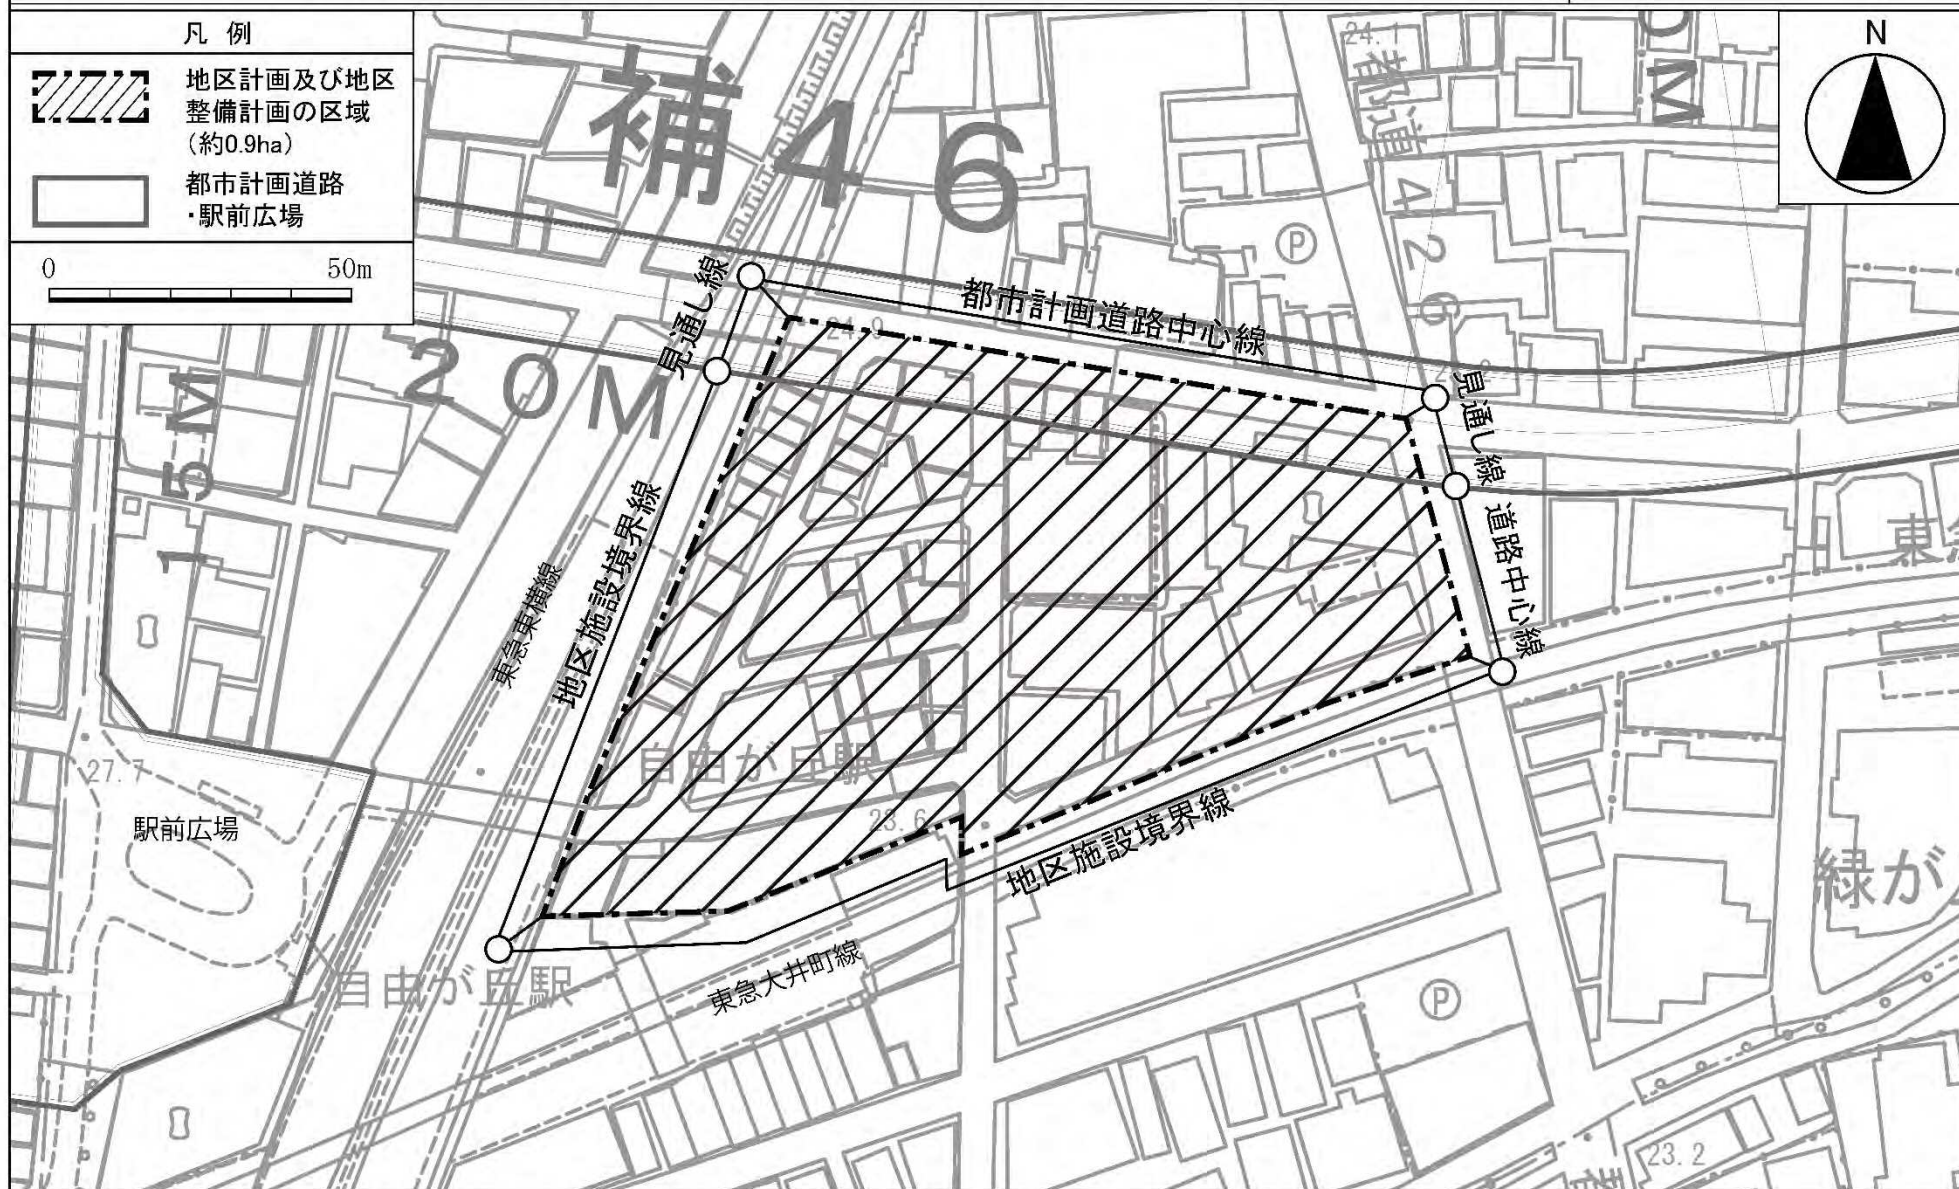 凡 例
地区計画及び地区
整備計画の区域
（約0.9ha）
都市計画道路
・駅前広場
0 50m
N
補46
20M
15M
都道426
24.1
P
見通し線
見通し線
都市計画道路中心線
24.0
見通し線
道路中心線
地区施設境界線
東急東横線
自由が丘駅
23.6
地区施設境界線
27.7
駅前広場
自由が丘駅
東急大井町線
緑が
東
P
23.2